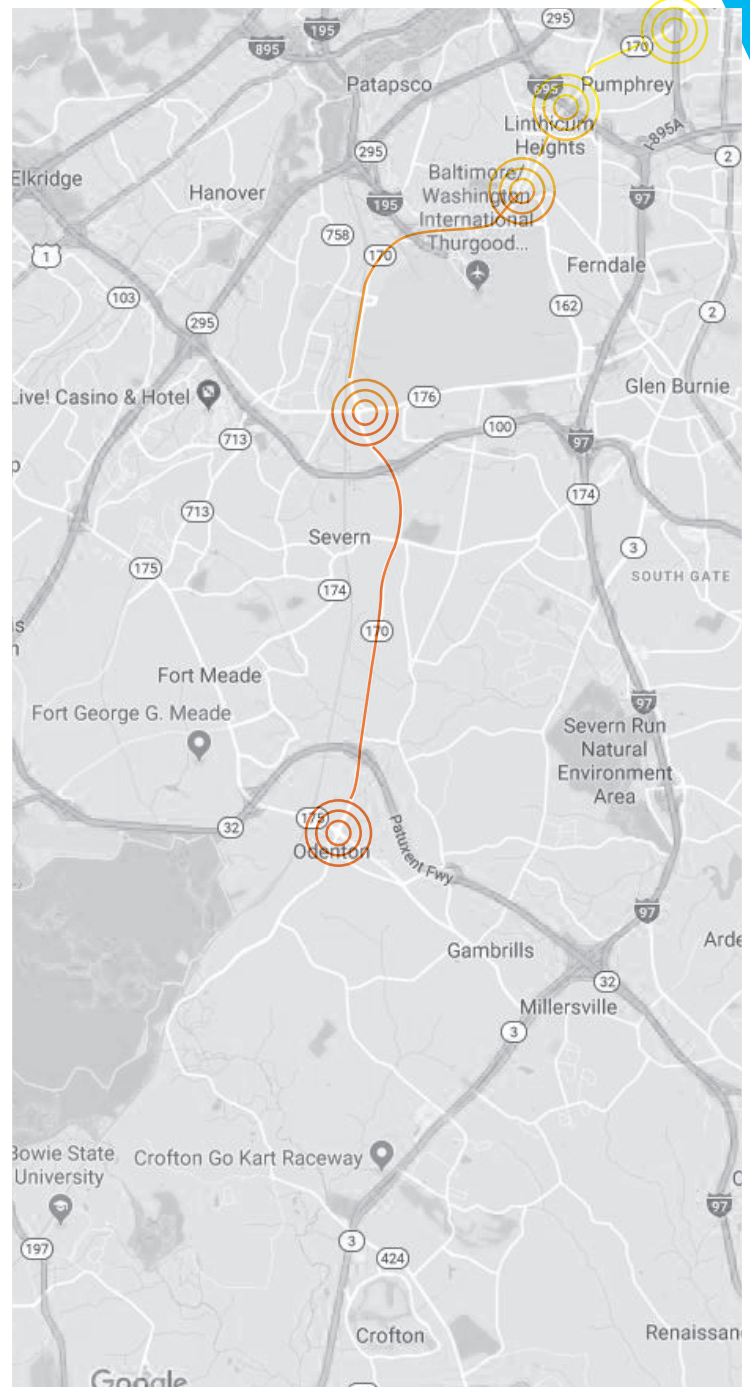 295
195
895
170
Patapsco
695
Pumphrey
Linthicum
Heights
895A
295
2
Elkridge
Hanover
Baltimore/
Washington
International
Thurgood...
195
97
758
170
1
Ferndale
103
162
2
295
Live! Casino & Hotel
176
Glen Burnie
713
100
97
174
713
Severn
3
175
174
SOUTH GATE
170
Fort Meade
Fort George G. Meade
97
Severn Run
Natural
Environment
Area
175
32
Odenton
Patuxent Fwy
97
Gambrills
Arde
32
Millersville
3
Bowie State
University
Crofton Go Kart Raceway
97
197
3
424
Crofton
Renaissan
Google